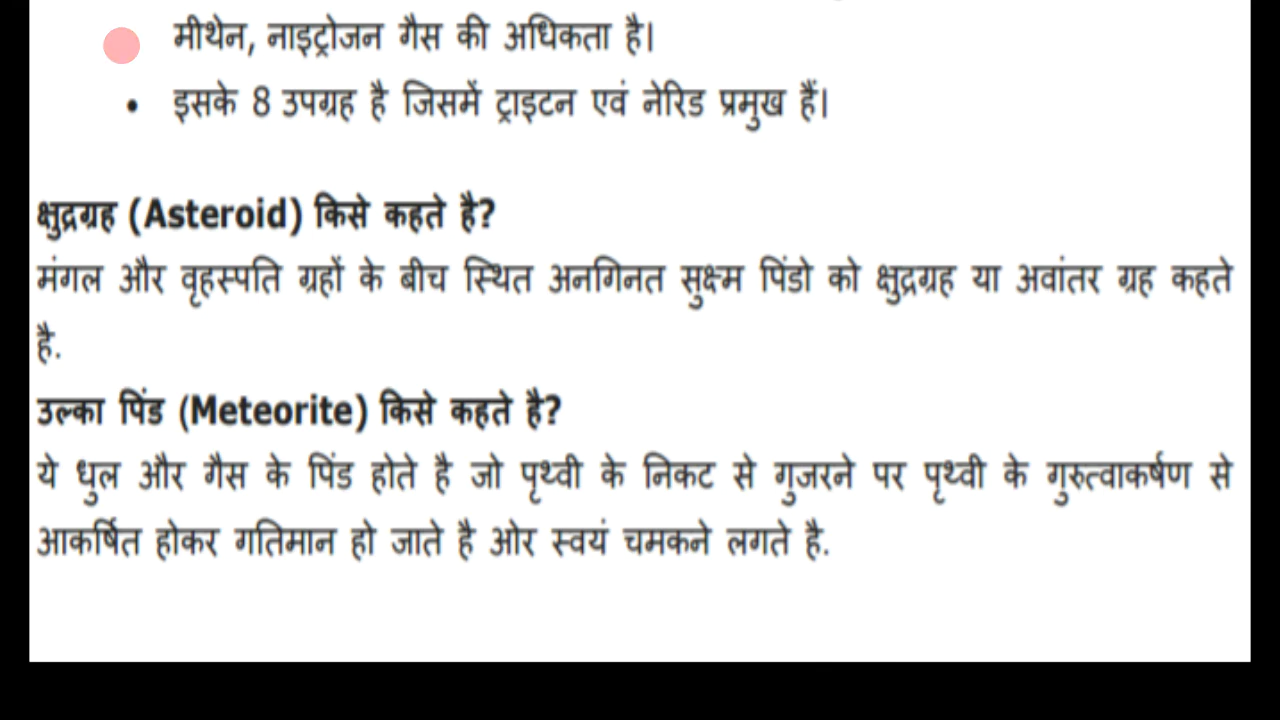 मीथेन, नाइट्रोजन गैस की अधिकता है।
• इसके 8 उपग्रह है जिसमें ट्राइटन एवं नेरिड प्रमुख हैं।
क्षुद्रग्रह (Asteroid) किसे कहते है?
मंगल और वृहस्पति ग्रहों के बीच स्थित अनगिनत सुक्ष्म पिंडो को क्षुद्रग्रह या अवांतर ग्रह कहते
है.
उल्का पिंड (Meteorite) किसे कहते है?
ये धुल और गैस के पिंड होते है जो पृथ्वी के निकट से गुजरने पर पृथ्वी के गुरुत्वाकर्षण से
आकर्षित होकर गतिमान हो जाते है ओर स्वयं चमकने लगते है.